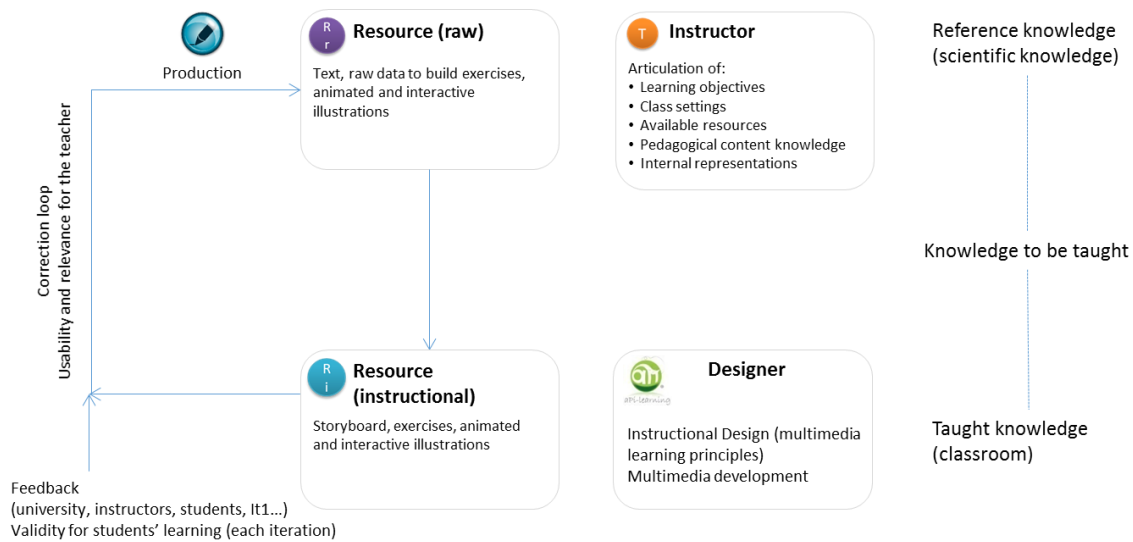 Production
R
r
Resource (raw)
Text, raw data to build exercises,
animated and interactive
illustrations
T
Instructor
Articulation of:
• Learning objectives
• Class settings
• Available resources
• Pedagogical content knowledge
• Internal representations
Reference knowledge
(scientific knowledge)
Correction loop
Usability and relevance for the teacher
Knowledge to be taught
R
i
Resource
(instructional)
Storyboard, exercises, animated
and interactive illustrations
api-learning
Designer
Instructional Design (multimedia
learning principles)
Multimedia development
Taught knowledge
(classroom)
Feedback
(university, instructors, students, It1...)
Validity for students' learning (each iteration)